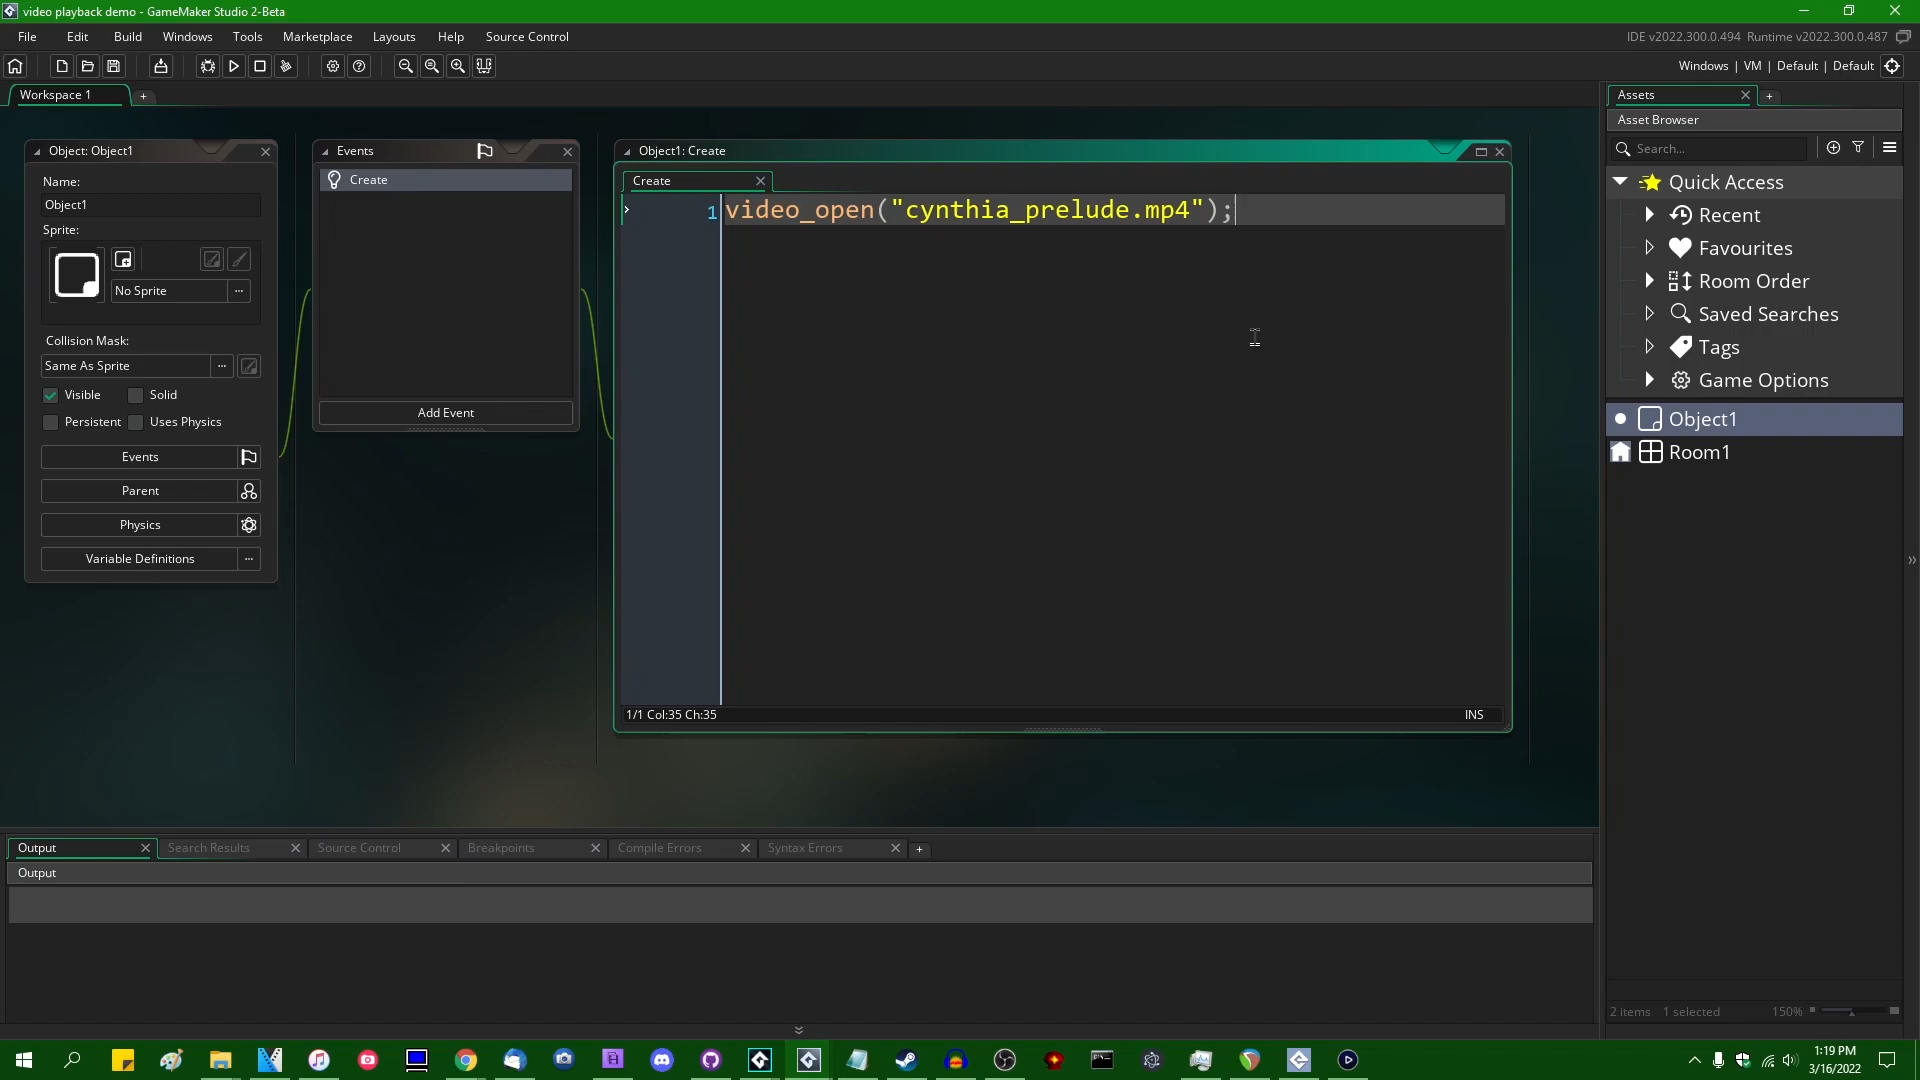 video playback demo - GameMaker Studio 2-Beta
File Edit Build Windows Tools Marketplace Layouts Help Source Control
IDE v2022.300.0.494 Runtime v2022.300.0.487
Windows | VM | Default | Default
Workspace 1 +
Object: Object1
Name:
Object1
Sprite:
No Sprite ...
Collision Mask:
Same As Sprite ...
Visible Solid
Persistent Uses Physics
Events
Parent
Physics
Variable Definitions ...
Events
Create
Add Event
Object1: Create
Create
1 video_open("cynthia_prelude.mp4");
1/1 Col:35 Ch:35 INS
Assets +
Asset Browser
Search...
Quick Access
Recent
Favourites
Room Order
Saved Searches
Tags
Game Options
Object1
Room1
2 items 1 selected 150%
Output Search Results Source Control Breakpoints Compile Errors Syntax Errors +
Output
1:19 PM
3/16/2022